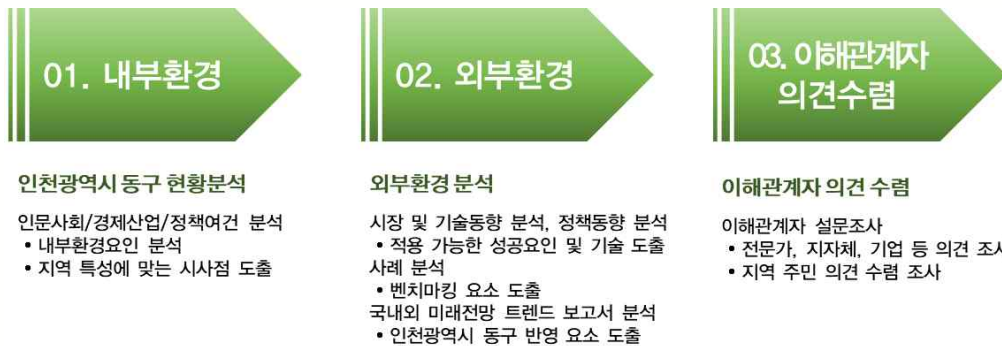 01. 내부환경
인천광역시 동구 현황분석
인문사회/경제산업/정책여건 분석
• 내부환경요인 분석
• 지역 특성에 맞는 시사점 도출
02. 외부환경
외부환경 분석
시장 및 기술동향 분석, 정책동향 분석
• 적용 가능한 성공요인 및 기술 도출
사례 분석
• 벤치마킹 요소 도출
국내외 미래전망 트렌드 보고서 분석
• 인천광역시 동구 반영 요소 도출
03. 이해관계자
의견수렴
이해관계자 의견 수렴
이해관계자 설문조사
• 전문가, 지자체, 기업 등 의견 조사
• 지역 주민 의견 수렴 조사